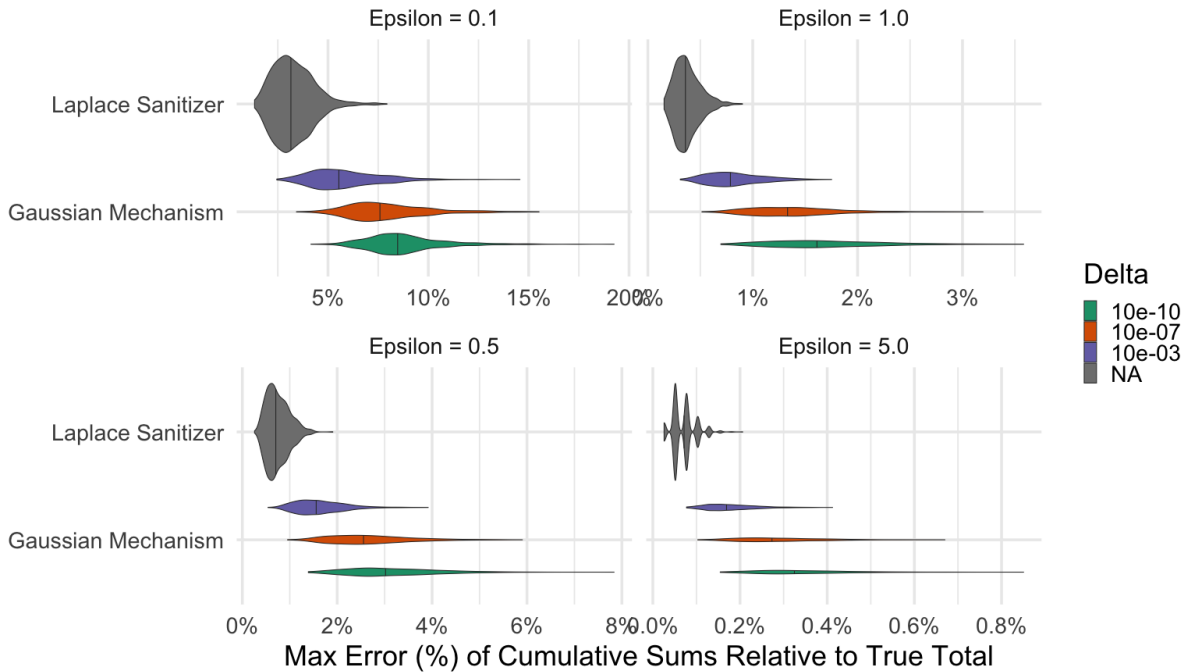 Epsilon = 0.1
Epsilon = 1.0
Laplace Sanitizer
Gaussian Mechanism
5% 10% 15% 20%
0% 1% 2% 3%
Epsilon = 0.5
Epsilon = 5.0
Laplace Sanitizer
Gaussian Mechanism
0% 2% 4% 6% 8%
0.0% 0.2% 0.4% 0.6% 0.8%
Max Error (%) of Cumulative Sums Relative to True Total
Delta
10e-10
10e-07
10e-03
NA